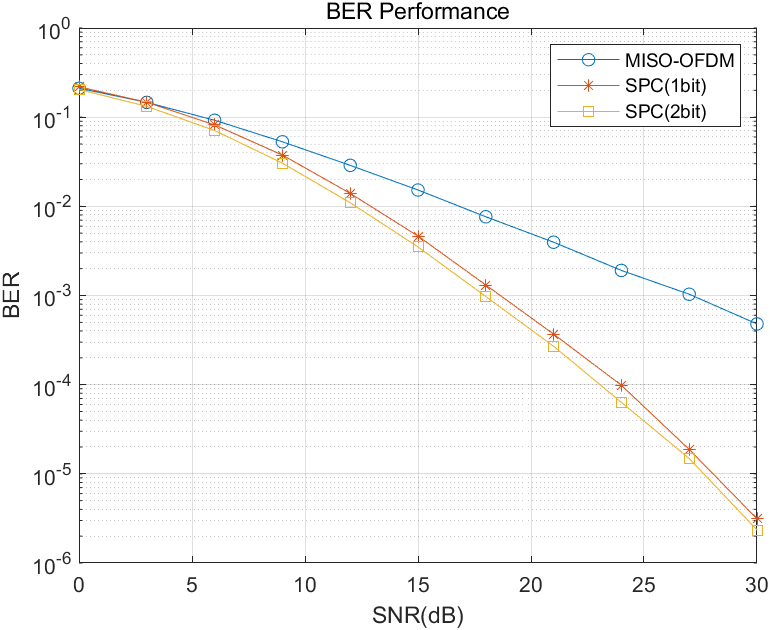 BER Performance
10^0
10^-1
10^-2
10^-3
10^-4
10^-5
10^-6
BER
0 5 10 15 20 25 30
SNR(dB)
MISO-OFDM
SPC(1bit)
SPC(2bit)